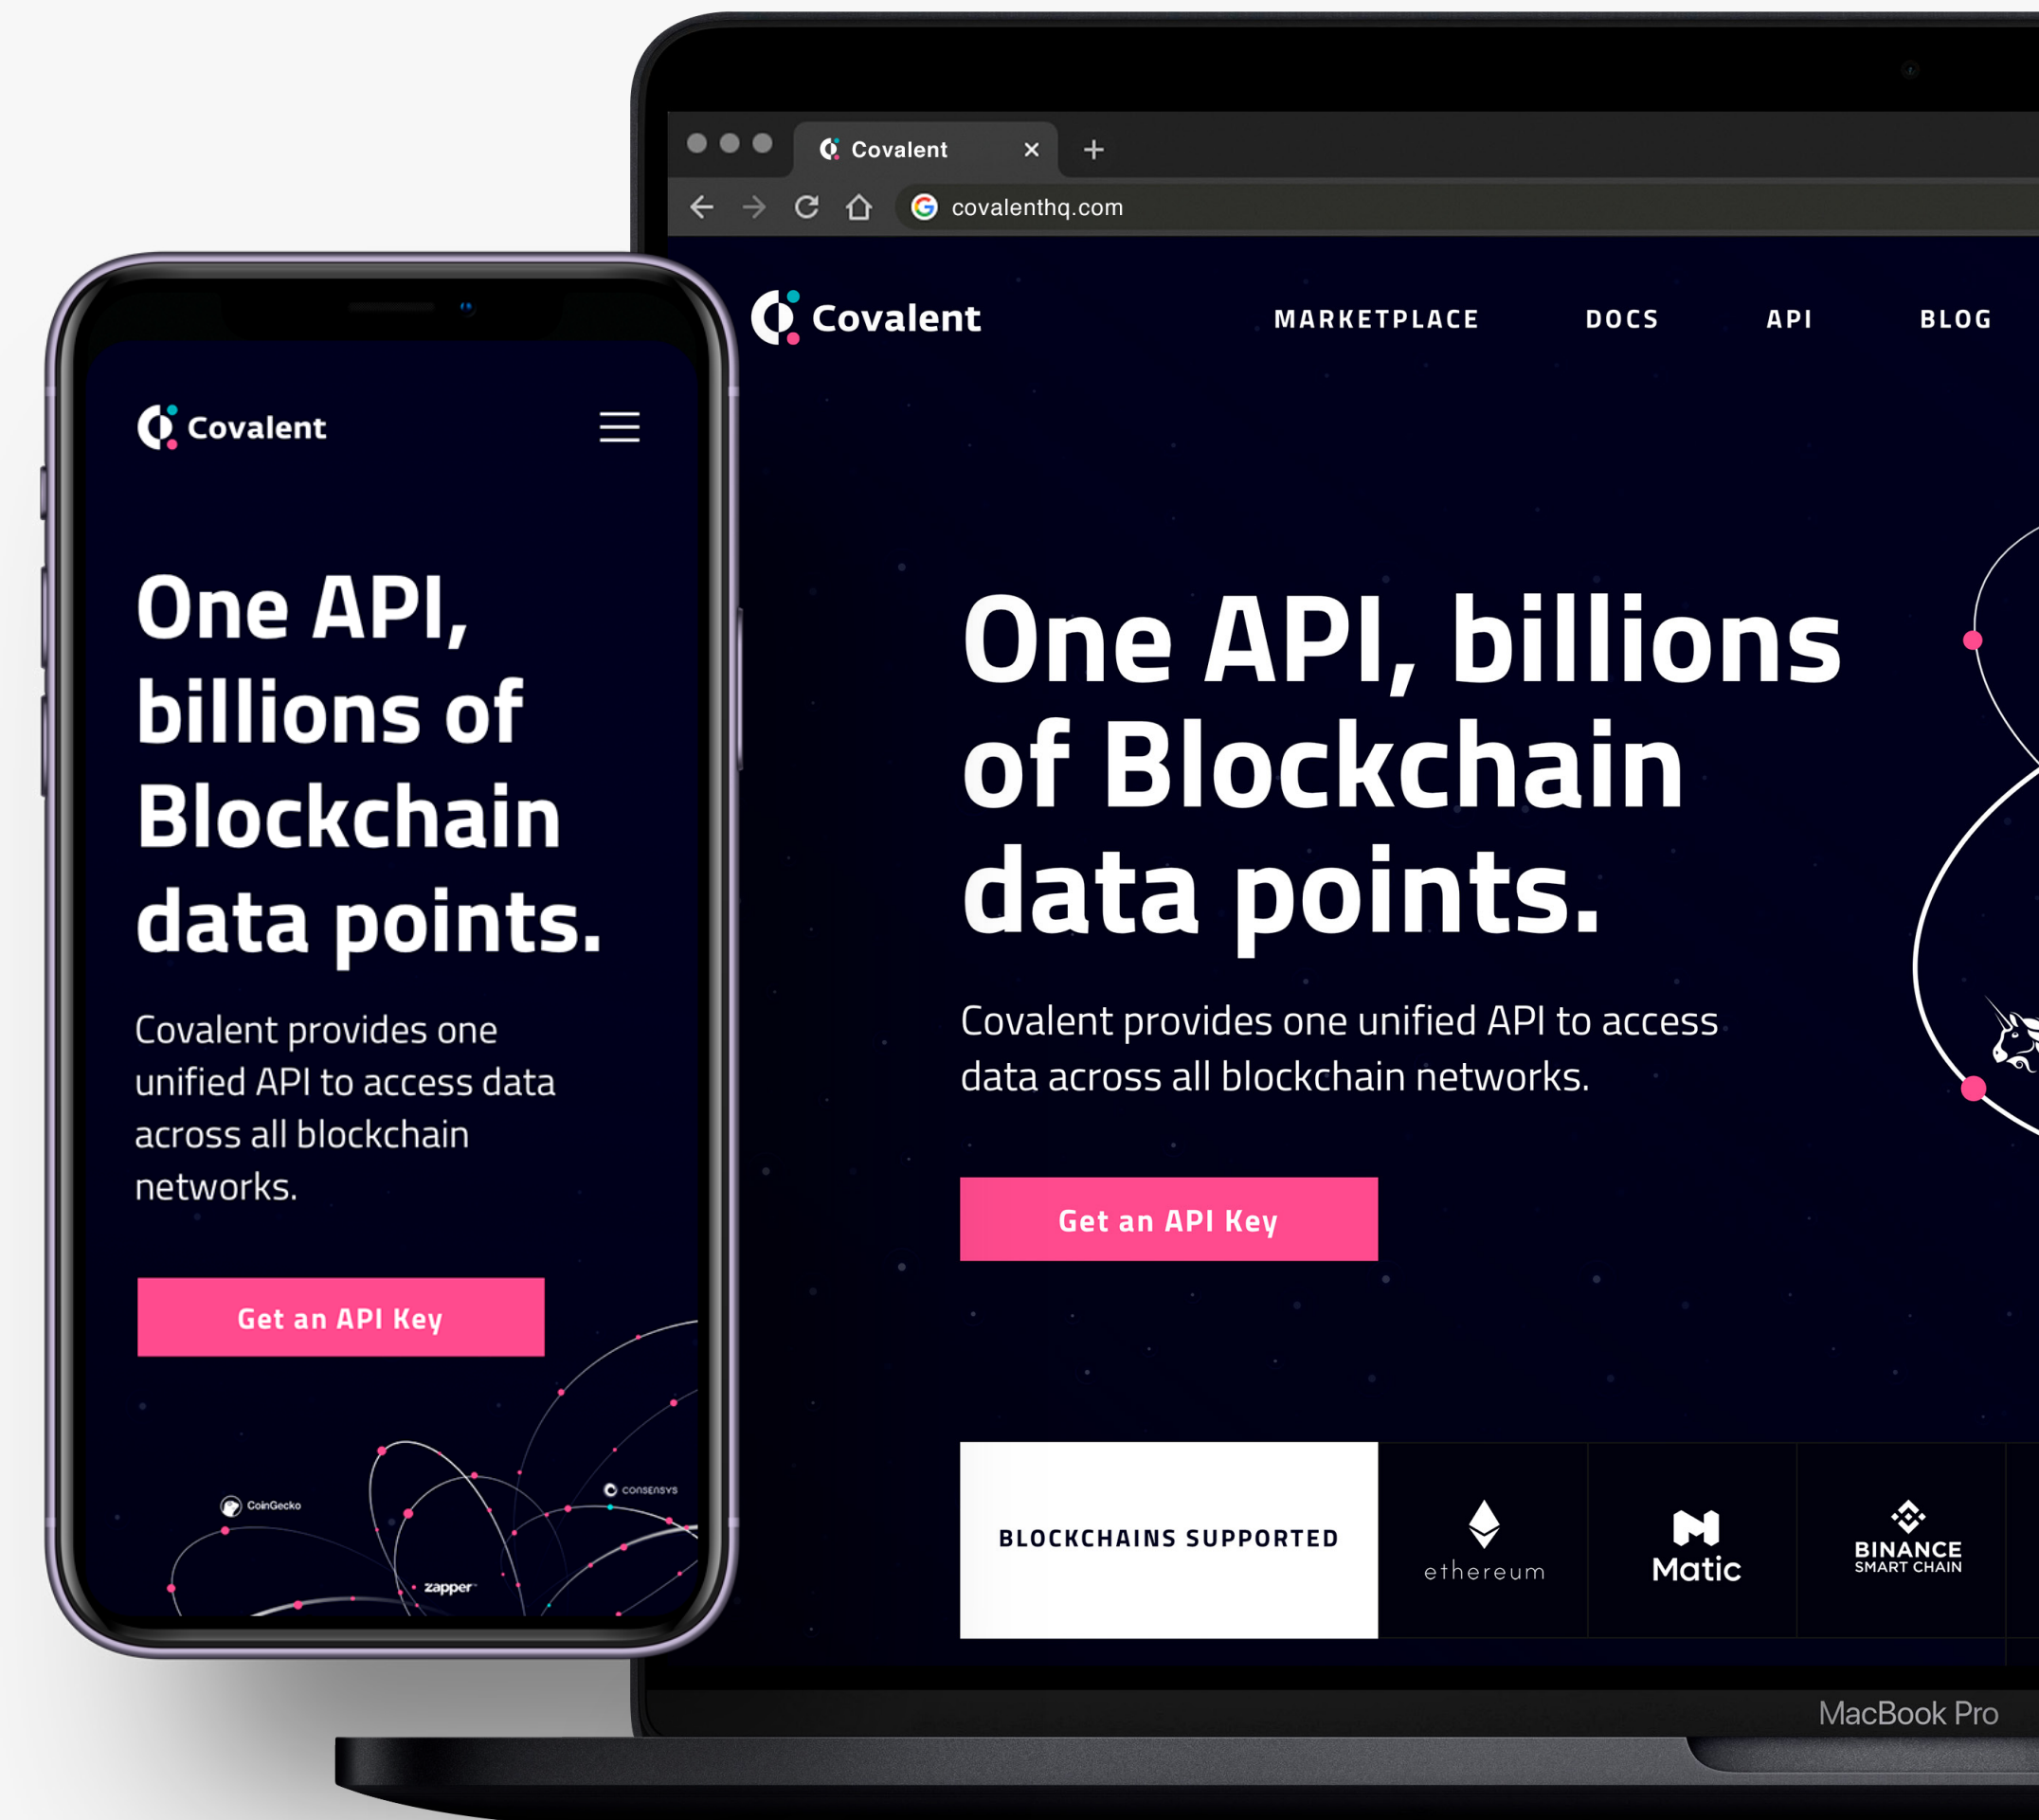 Covalent
covalenthq.com
Covalent
MARKETPLACE DOCS API BLOG
One API, billions
of Blockchain
data points.
Covalent provides one unified API to access
data across all blockchain networks.
Get an API Key
BLOCKCHAINS SUPPORTED
ethereum
Matic
BINANCE
SMART CHAIN
MacBook Pro
Covalent
One API,
billions of
Blockchain
data points.
Covalent provides one
unified API to access data
across all blockchain
networks.
Get an API Key
CoinGecko
CONSENSYS
zapper